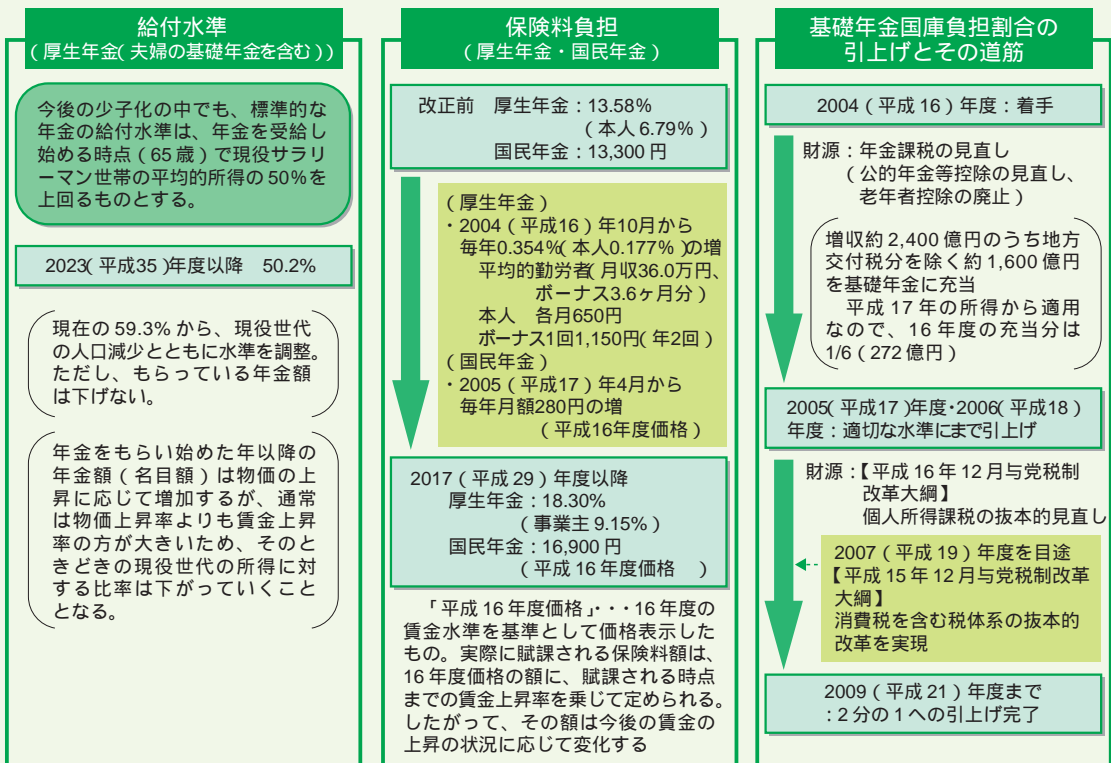 給付水準
(厚生年金(夫婦の基礎年金を含む))
今後の少子化の中でも、標準的な
年金の給付水準は、年金を受給し
始める時点(65歳)で現役サラリ
ーマン世帯の平均的所得の50%を
上回るものとする。
2023(平成35)年度以降 50.2%
現在の59.3%から、現役世代
の人口減少とともに水準を調整。
ただし、もらっている年金額
は下げない。
年金をもらい始めた年以降の
年金額(名目額)は物価の上
昇に応じて増加するが、通常
は物価上昇率よりも賃金上昇
率の方が大きいため、そのと
きどきの現役世代の所得に対
する比率は下がっていくこと
となる。
保険料負担
(厚生年金・国民年金)
改正前 厚生年金:13.58%
(本人6.79%)
国民年金:13,300円
(厚生年金)
・2004(平成16)年10月から
毎年0.354%(本人0.177%)の増
平均的勤労者(月収36.0万円、
ボーナス3.6ヶ月分)
本人 各月650円
ボーナス1回1,150円(年2回)
(国民年金)
・2005(平成17)年4月から
毎年月額280円の増
(平成16年度価格)
2017(平成29)年度以降
厚生年金:18.30%
(事業主9.15%)
国民年金:16,900円
(平成16年度価格 )
「平成16年度価格」・・・16年度の
賃金水準を基準として価格表示した
もの。実際に賦課される保険料額は、
16年度価格の額に、賦課される時点
までの賃金上昇率を乗じて定められる。
したがって、その額は今後の賃金の
上昇の状況に応じて変化する
基礎年金国庫負担割合の
引上げとその道筋
2004(平成16)年度:着手
財源:年金課税の見直し
(公的年金等控除の見直し、
老年者控除の廃止)
増収約2,400億円のうち地方
交付税分を除く約1,600億円
を基礎年金に充当
平成17年の所得から適用
なので、16年度の充当分は
1/6(272億円)
2005(平成17)年度・2006(平成18)
年度:適切な水準にまで引上げ
財源:【平成16年12月与党税制
改革大綱】
個人所得課税の抜本的見直し
2007(平成19)年度を目途
【平成15年12月与党税制改革
大綱】
消費税を含む税体系の抜本的
改革を実現
2009(平成21)年度まで
:2分の1への引上げ完了